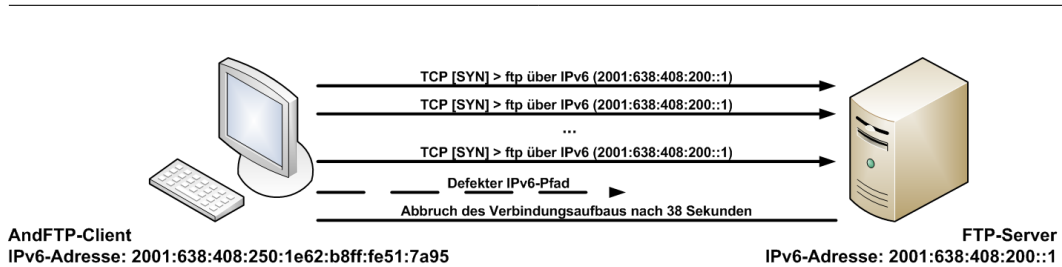 TCP [SYN] > ftp über IPv6 (2001:638:408:200::1)
TCP [SYN] > ftp über IPv6 (2001:638:408:200::1)
...
TCP [SYN] > ftp über IPv6 (2001:638:408:200::1)
Defekter IPv6-Pfad
Abbruch des Verbindungsaufbaus nach 38 Sekunden
AndFTP-Client
IPv6-Adresse: 2001:638:408:250:1e62:b8ff:fe51:7a95
FTP-Server
IPv6-Adresse: 2001:638:408:200::1